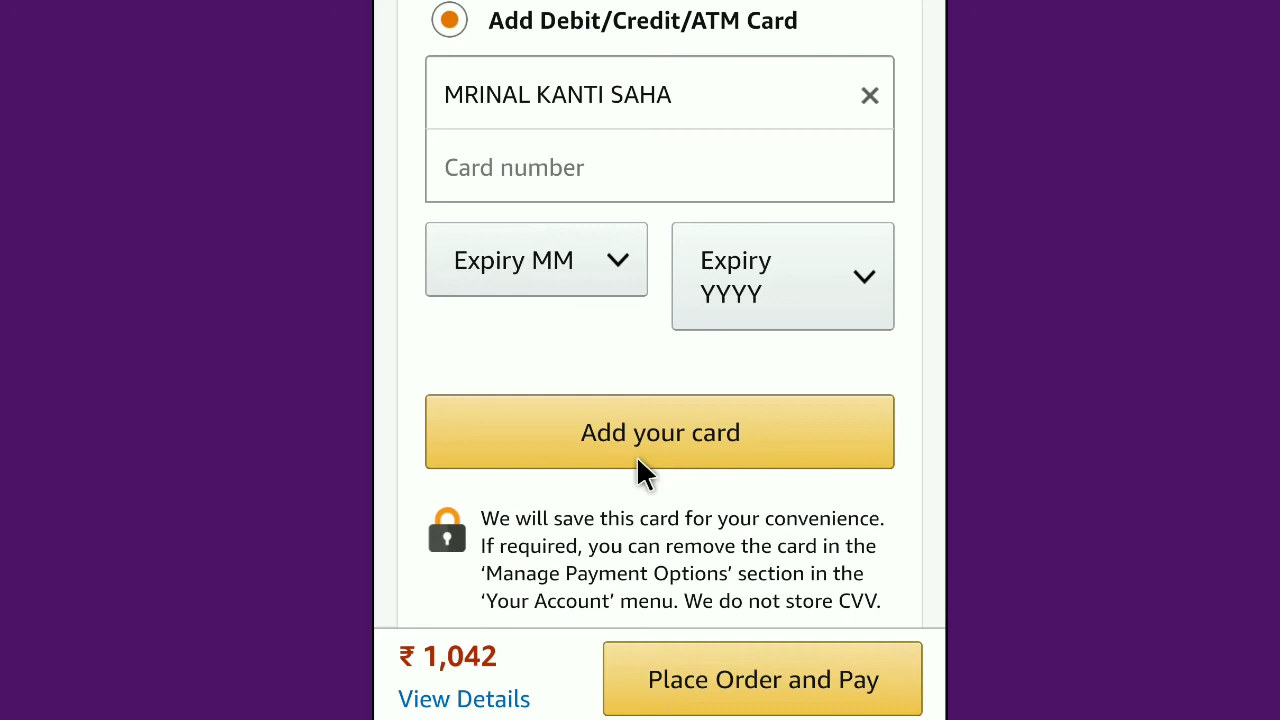 Add Debit/Credit/ATM Card
MRINAL KANTI SAHA
Card number
Expiry MM
Expiry
YYYY
Add your card
We will save this card for your convenience.
If required, you can remove the card in the
‘Manage Payment Options’ section in the
‘Your Account’ menu. We do not store CVV.
₹ 1,042
View Details
Place Order and Pay